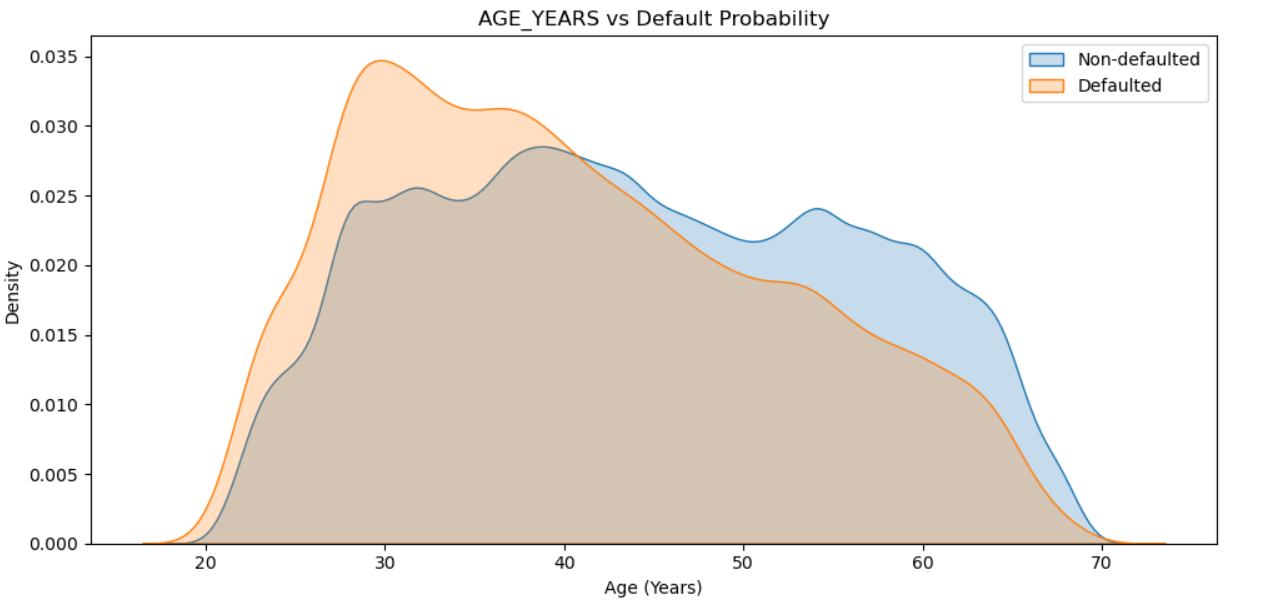 AGE_YEARS vs Default Probability
Non-defaulted
Defaulted
Density
0.035
0.030
0.025
0.020
0.015
0.010
0.005
0.000
20 30 40 50 60 70
Age (Years)